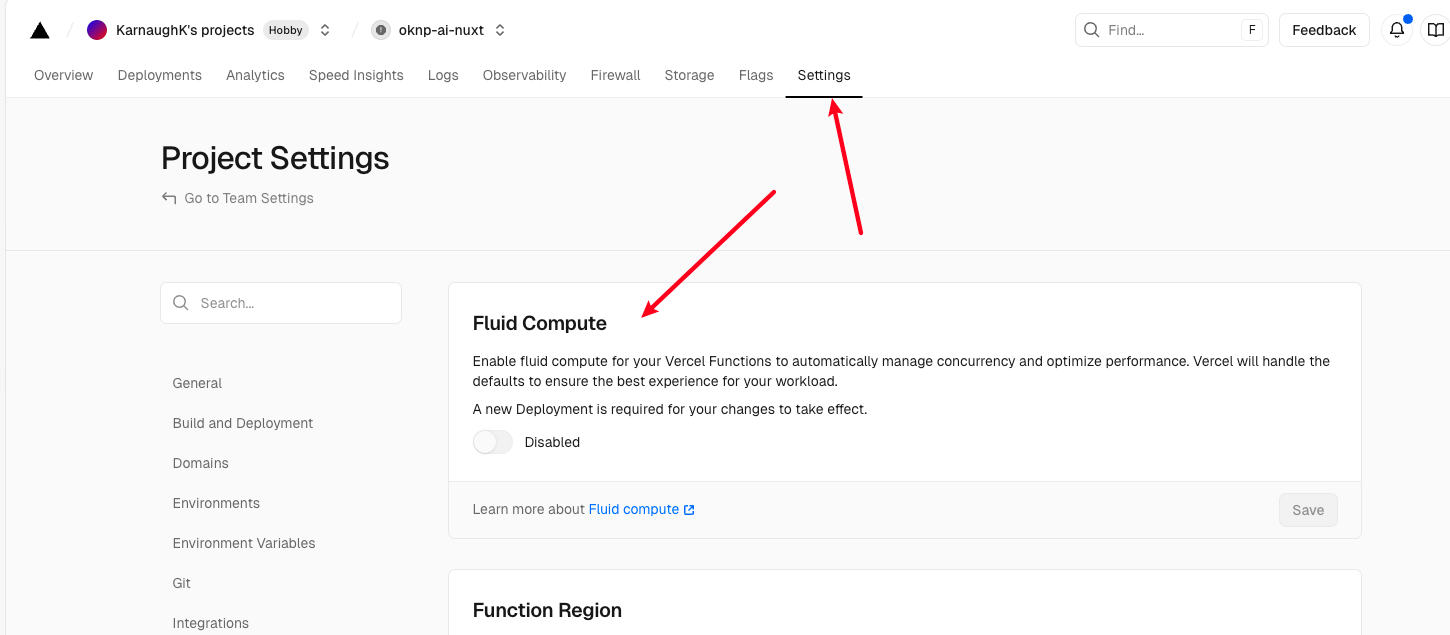 KarnaughK's projects Hobby oknp-ai-nuxt Find... F Feedback
Overview Deployments Analytics Speed Insights Logs Observability Firewall Storage Flags Settings
Project Settings
Go to Team Settings
Search...
General
Build and Deployment
Domains
Environments
Environment Variables
Git
Integrations
Fluid Compute
Enable fluid compute for your Vercel Functions to automatically manage concurrency and optimize performance. Vercel will handle the
defaults to ensure the best experience for your workload.
A new Deployment is required for your changes to take effect.
Disabled
Learn more about Fluid compute
Save
Function Region